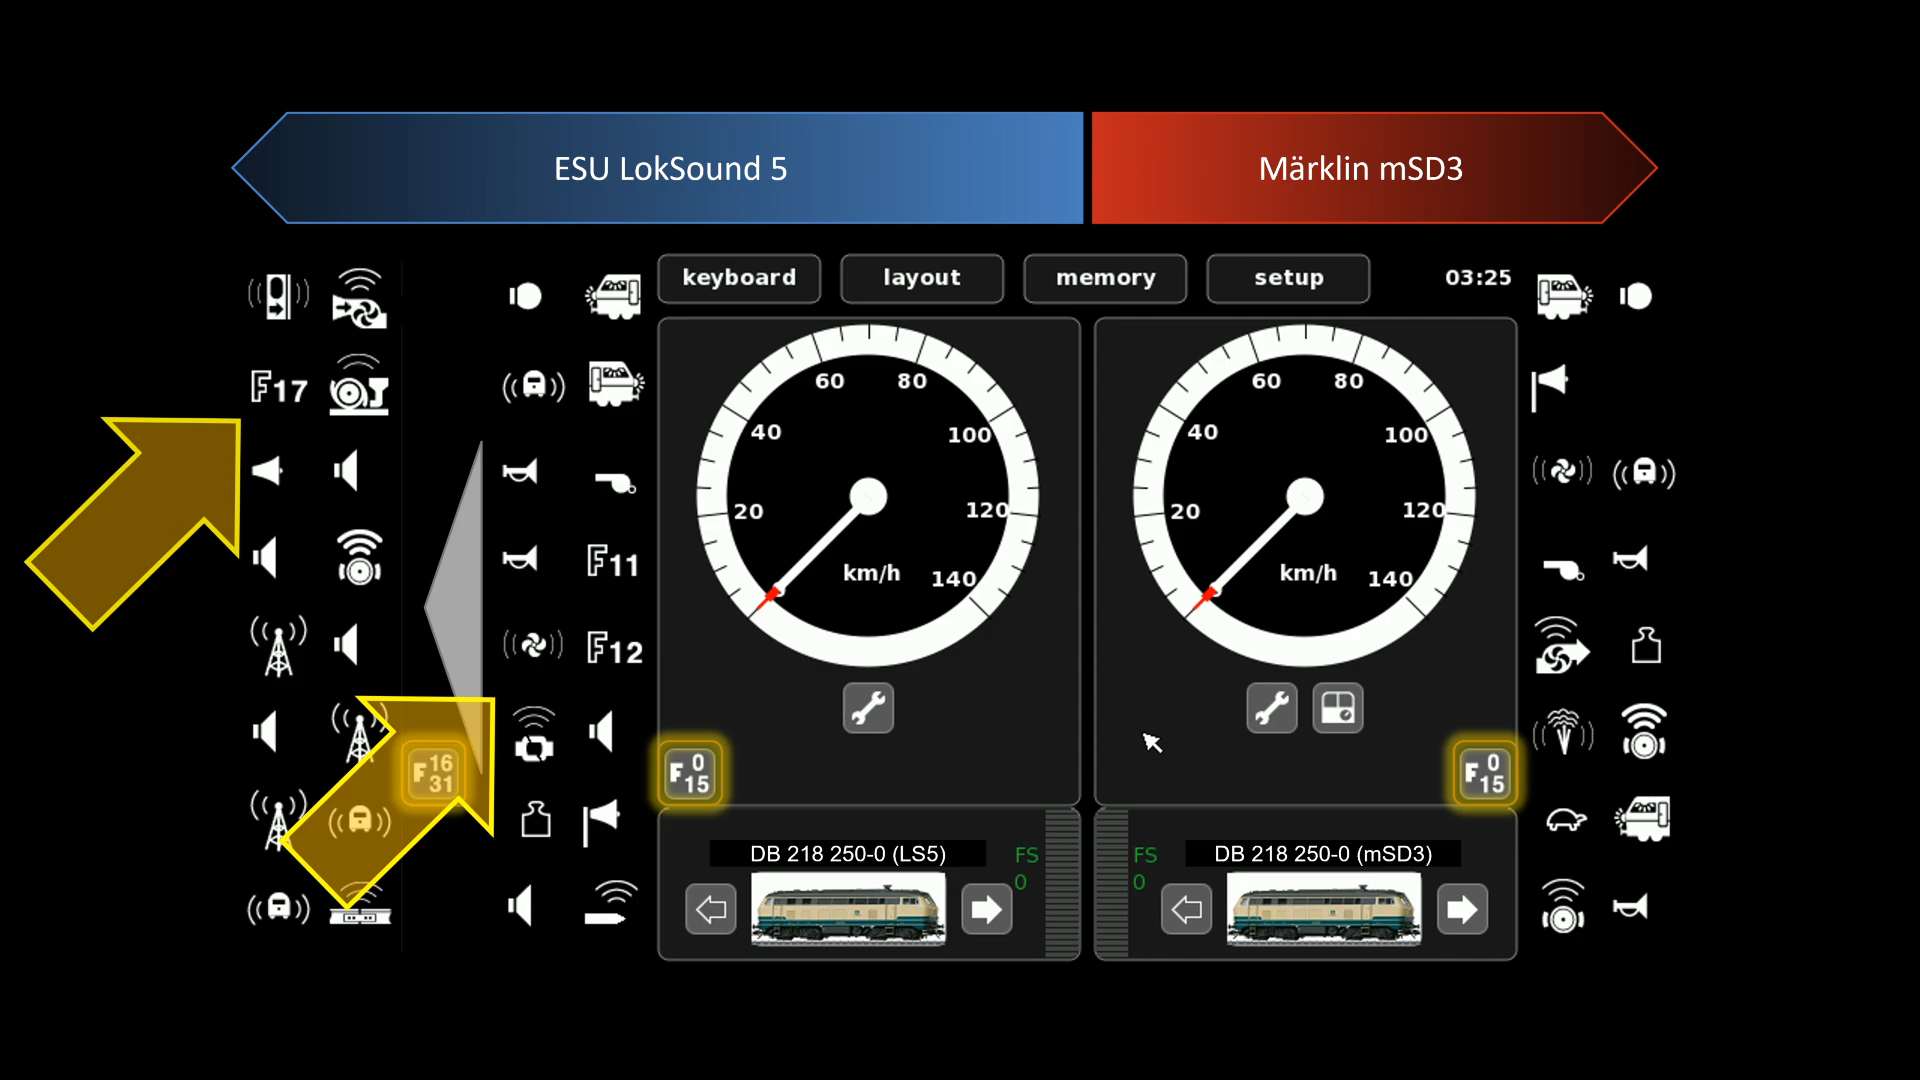 ESU LokSound 5
Märklin mSD3
keyboard
layout
memory
setup
03:25
F17
F11
F12
20
40
60
80
100
120
140
km/h
20
40
60
80
100
120
140
km/h
F 16 31
F 0 15
F 0 15
DB 218 250-0 (LS5)
FS
0
FS
0
DB 218 250-0 (mSD3)